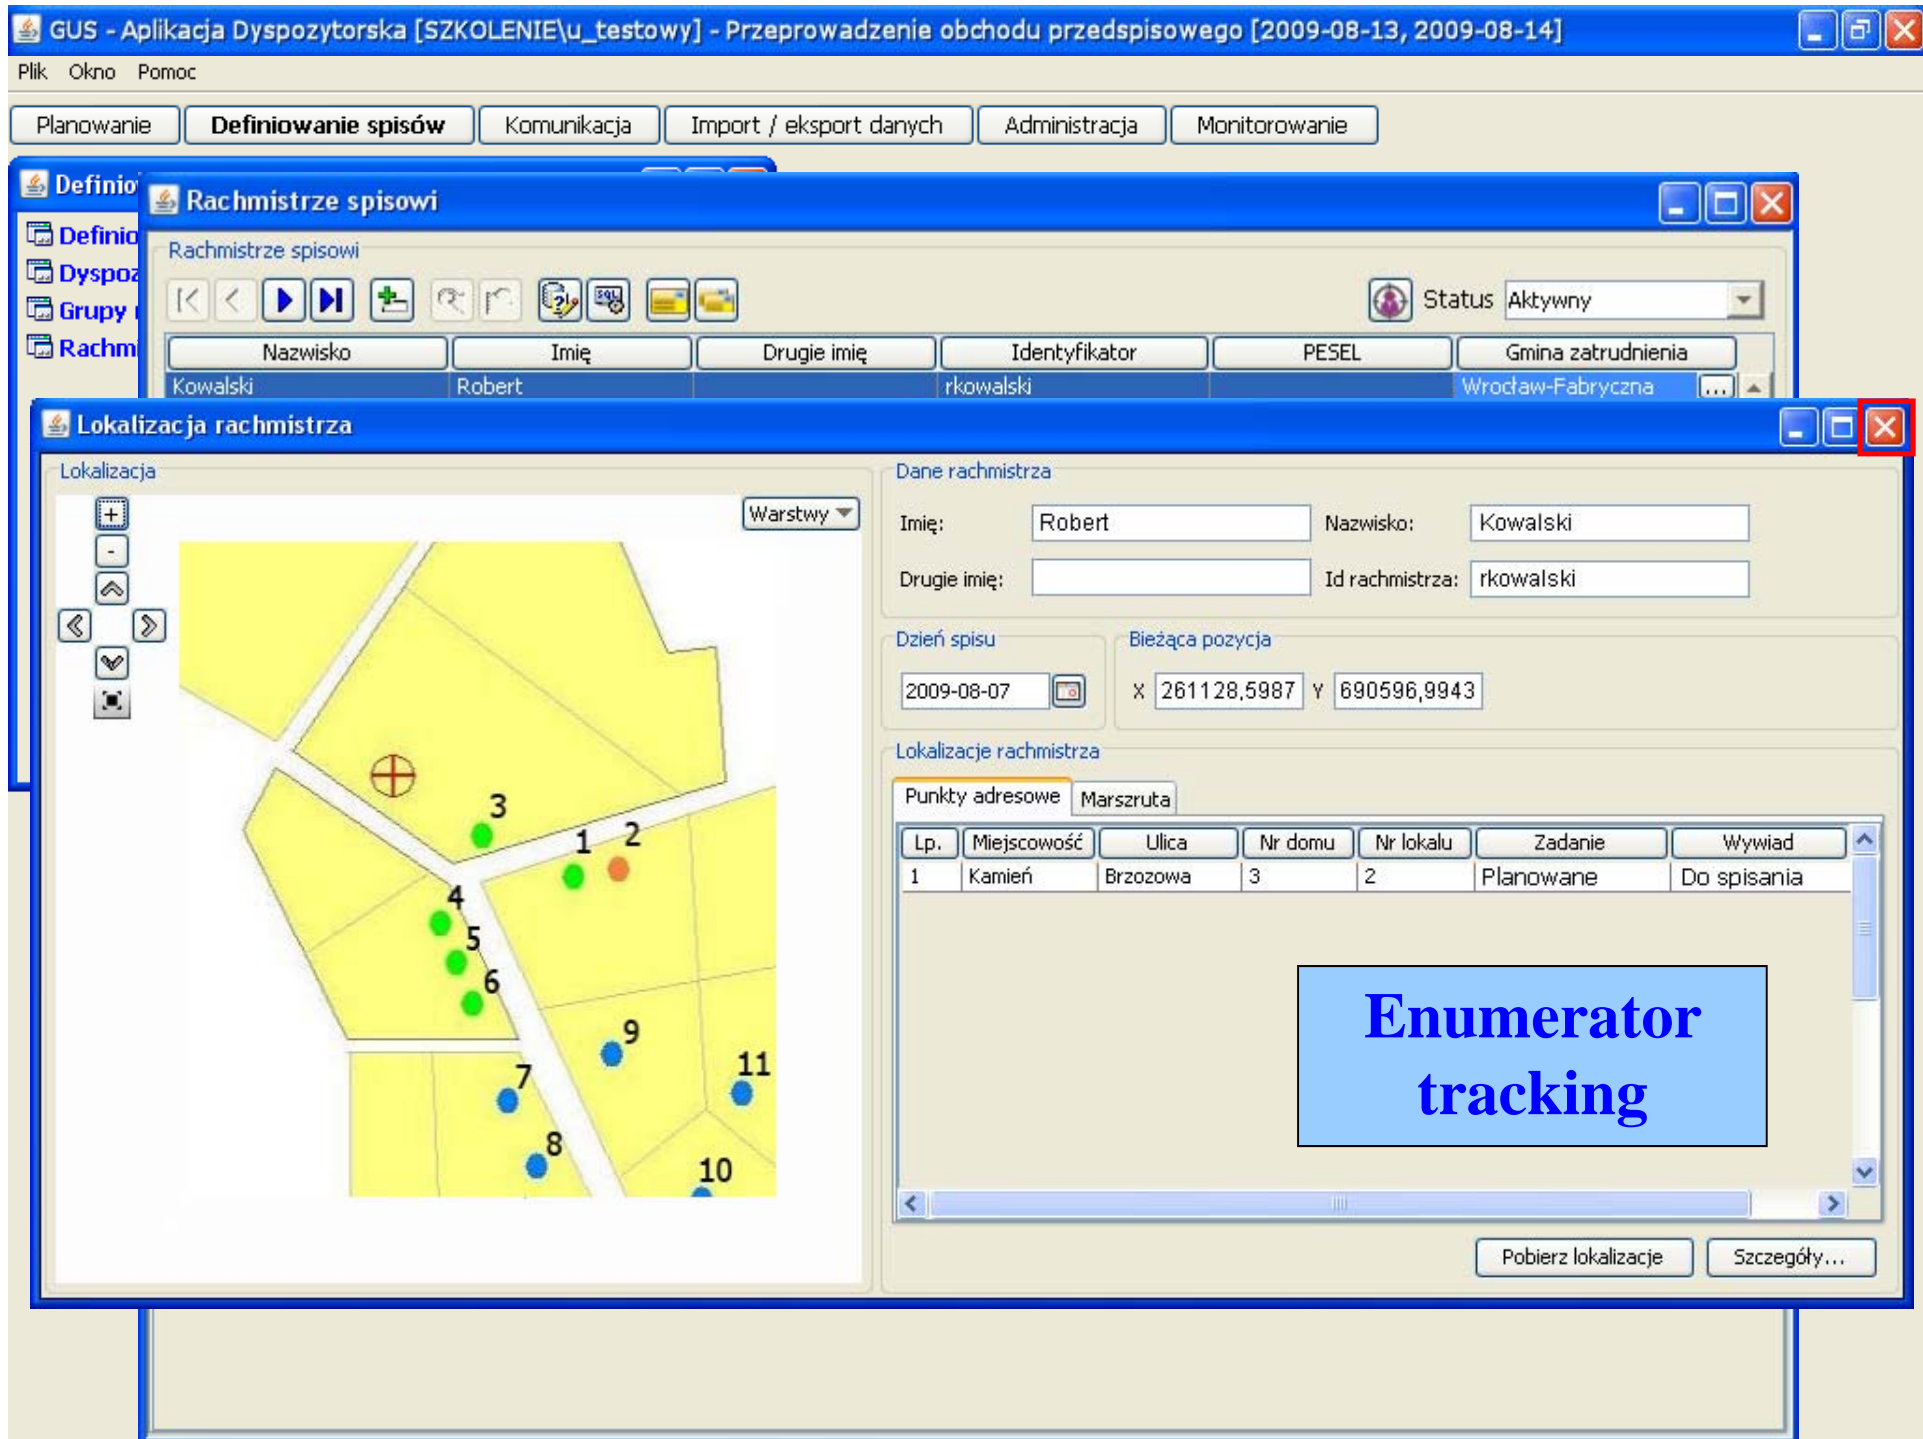 GUS - Aplikacja Dyspozytorska [SZKOLENIE\u_testowy] - Przeprowadzenie obchodu przedspisowego [2009-08-13, 2009-08-14]
Plik Okno Pomoc
Planowanie Definiowanie spisów Komunikacja Import / eksport danych Administracja Monitorowanie
Rachmistrze spisowi
Rachmistrze spisowi
SQL
Status Aktywny
Nazwisko Imię Drugie imię Identyfikator PESEL Gmina zatrudnienia
Kowalski Robert rkowalski Wrocław-Fabryczna ...
Lokalizacja rachmistrza
Lokalizacja
+
-
Warstwy
3
1 2
4
5
6
9
7
11
8
10
Dane rachmistrza
Imię: Robert Nazwisko: Kowalski
Drugie imię: Id rachmistrza: rkowalski
Dzień spisu
2009-08-07
Bieżąca pozycja
X 261128,5987 Y 690596,9943
Lokalizacje rachmistrza
Punkty adresowe Marszruta
Lp. Miejscowość Ulica Nr domu Nr lokalu Zadanie Wywiad
1 Kamień Brzozowa 3 2 Planowane Do spisania
Enumerator
tracking
Pobierz lokalizacje Szczegóły...